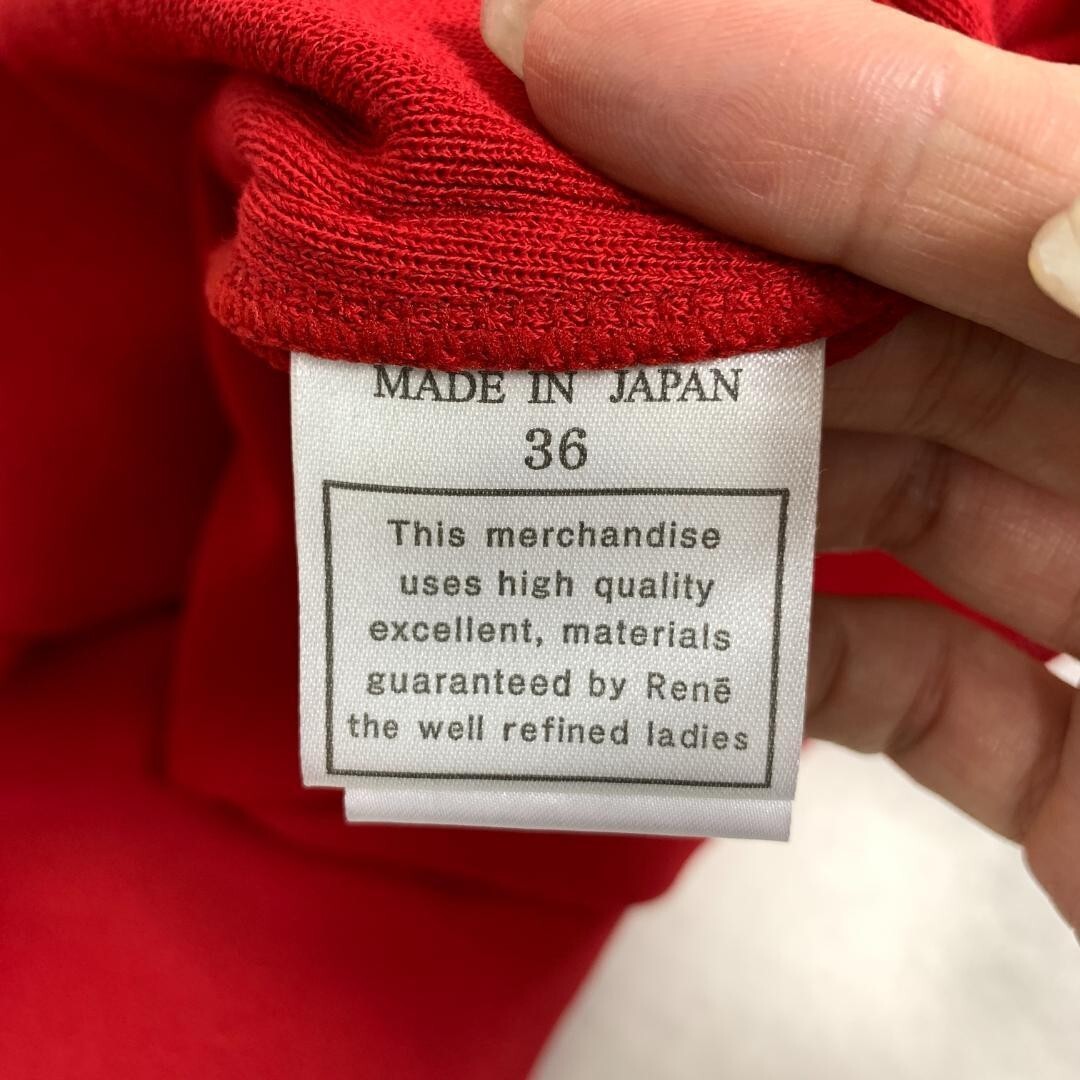 MADE IN JAPAN
36
This merchandise
uses high quality
excellent, materials
guaranteed by Renē
the well refined ladies